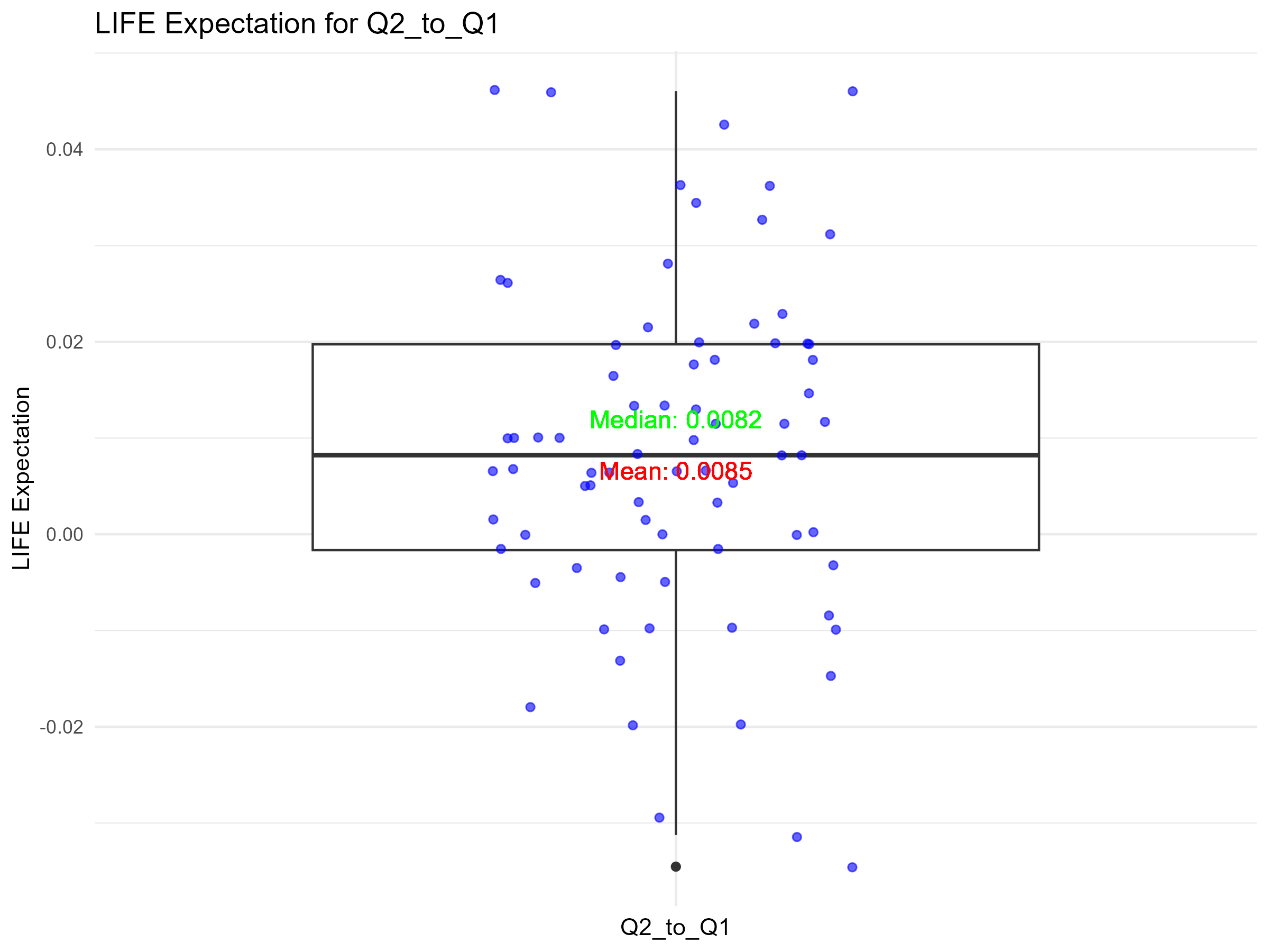 LIFE Expectation for Q2_to_Q1
0.04
0.02
Median: 0.0082
Mean: 0.0085
0.00
-0.02
LIFE Expectation
Q2_to_Q1